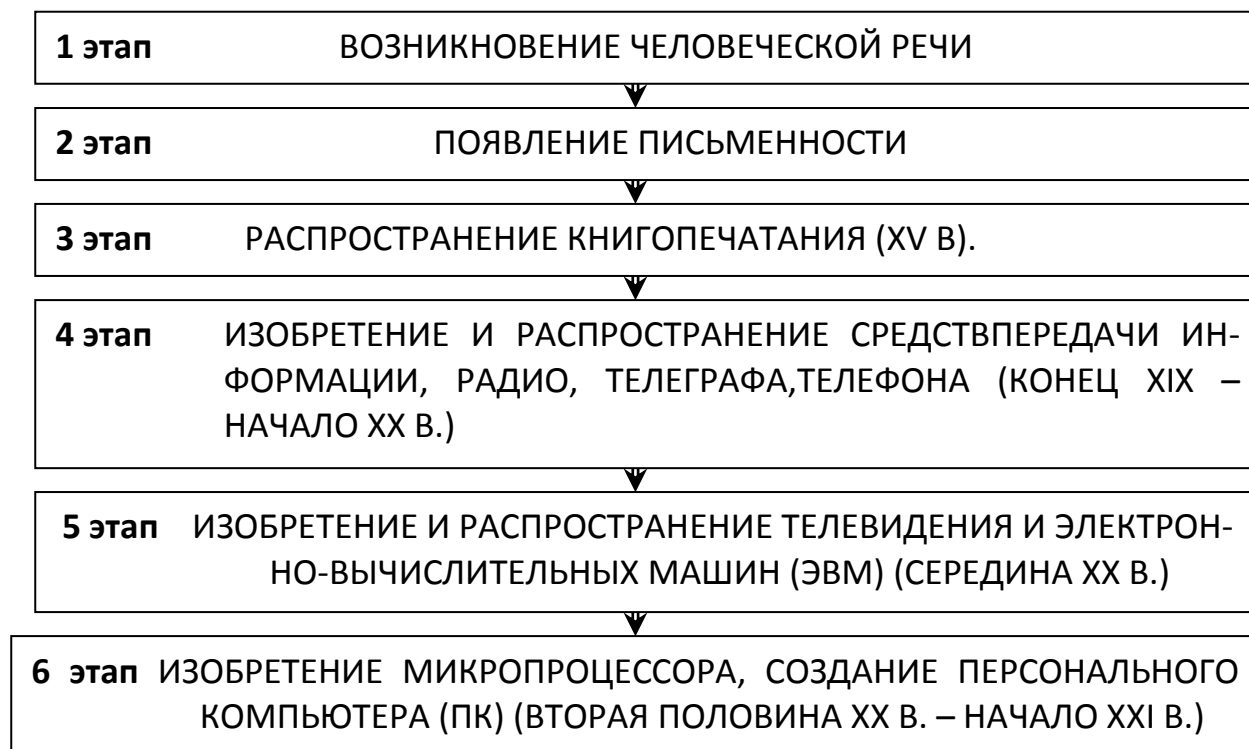 1 этап ВОЗНИКНОВЕНИЕ ЧЕЛОВЕЧЕСКОЙ РЕЧИ
2 этап ПОЯВЛЕНИЕ ПИСЬМЕННОСТИ
3 этап РАСПРОСТРАНЕНИЕ КНИГОПЕЧАТАНИЯ (XV В).
4 этап ИЗОБРЕТЕНИЕ И РАСПРОСТРАНЕНИЕ СРЕДСТВПЕРЕДАЧИ ИН-
ФОРМАЦИИ, РАДИО, ТЕЛЕГРАФА,ТЕЛЕФОНА (КОНЕЦ XIX –
НАЧАЛО XX В.)
5 этап ИЗОБРЕТЕНИЕ И РАСПРОСТРАНЕНИЕ ТЕЛЕВИДЕНИЯ И ЭЛЕКТРОН-
НО-ВЫЧИСЛИТЕЛЬНЫХ МАШИН (ЭВМ) (СЕРЕДИНА XX В.)
6 этап ИЗОБРЕТЕНИЕ МИКРОПРОЦЕССОРА, СОЗДАНИЕ ПЕРСОНАЛЬНОГО
КОМПЬЮТЕРА (ПК) (ВТОРАЯ ПОЛОВИНА XX В. – НАЧАЛО XXI В.)